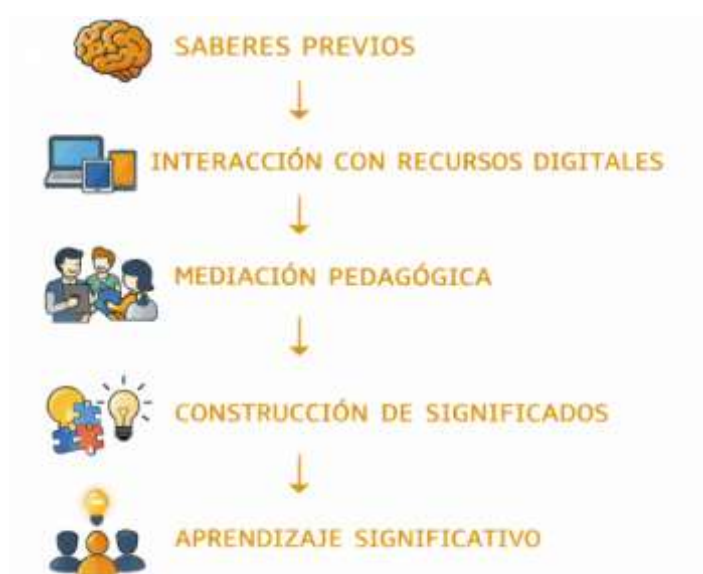 SABERES PREVIOS
INTERACCIÓN CON RECURSOS DIGITALES
MEDIACIÓN PEDAGÓGICA
CONSTRUCCIÓN DE SIGNIFICADOS
APRENDIZAJE SIGNIFICATIVO